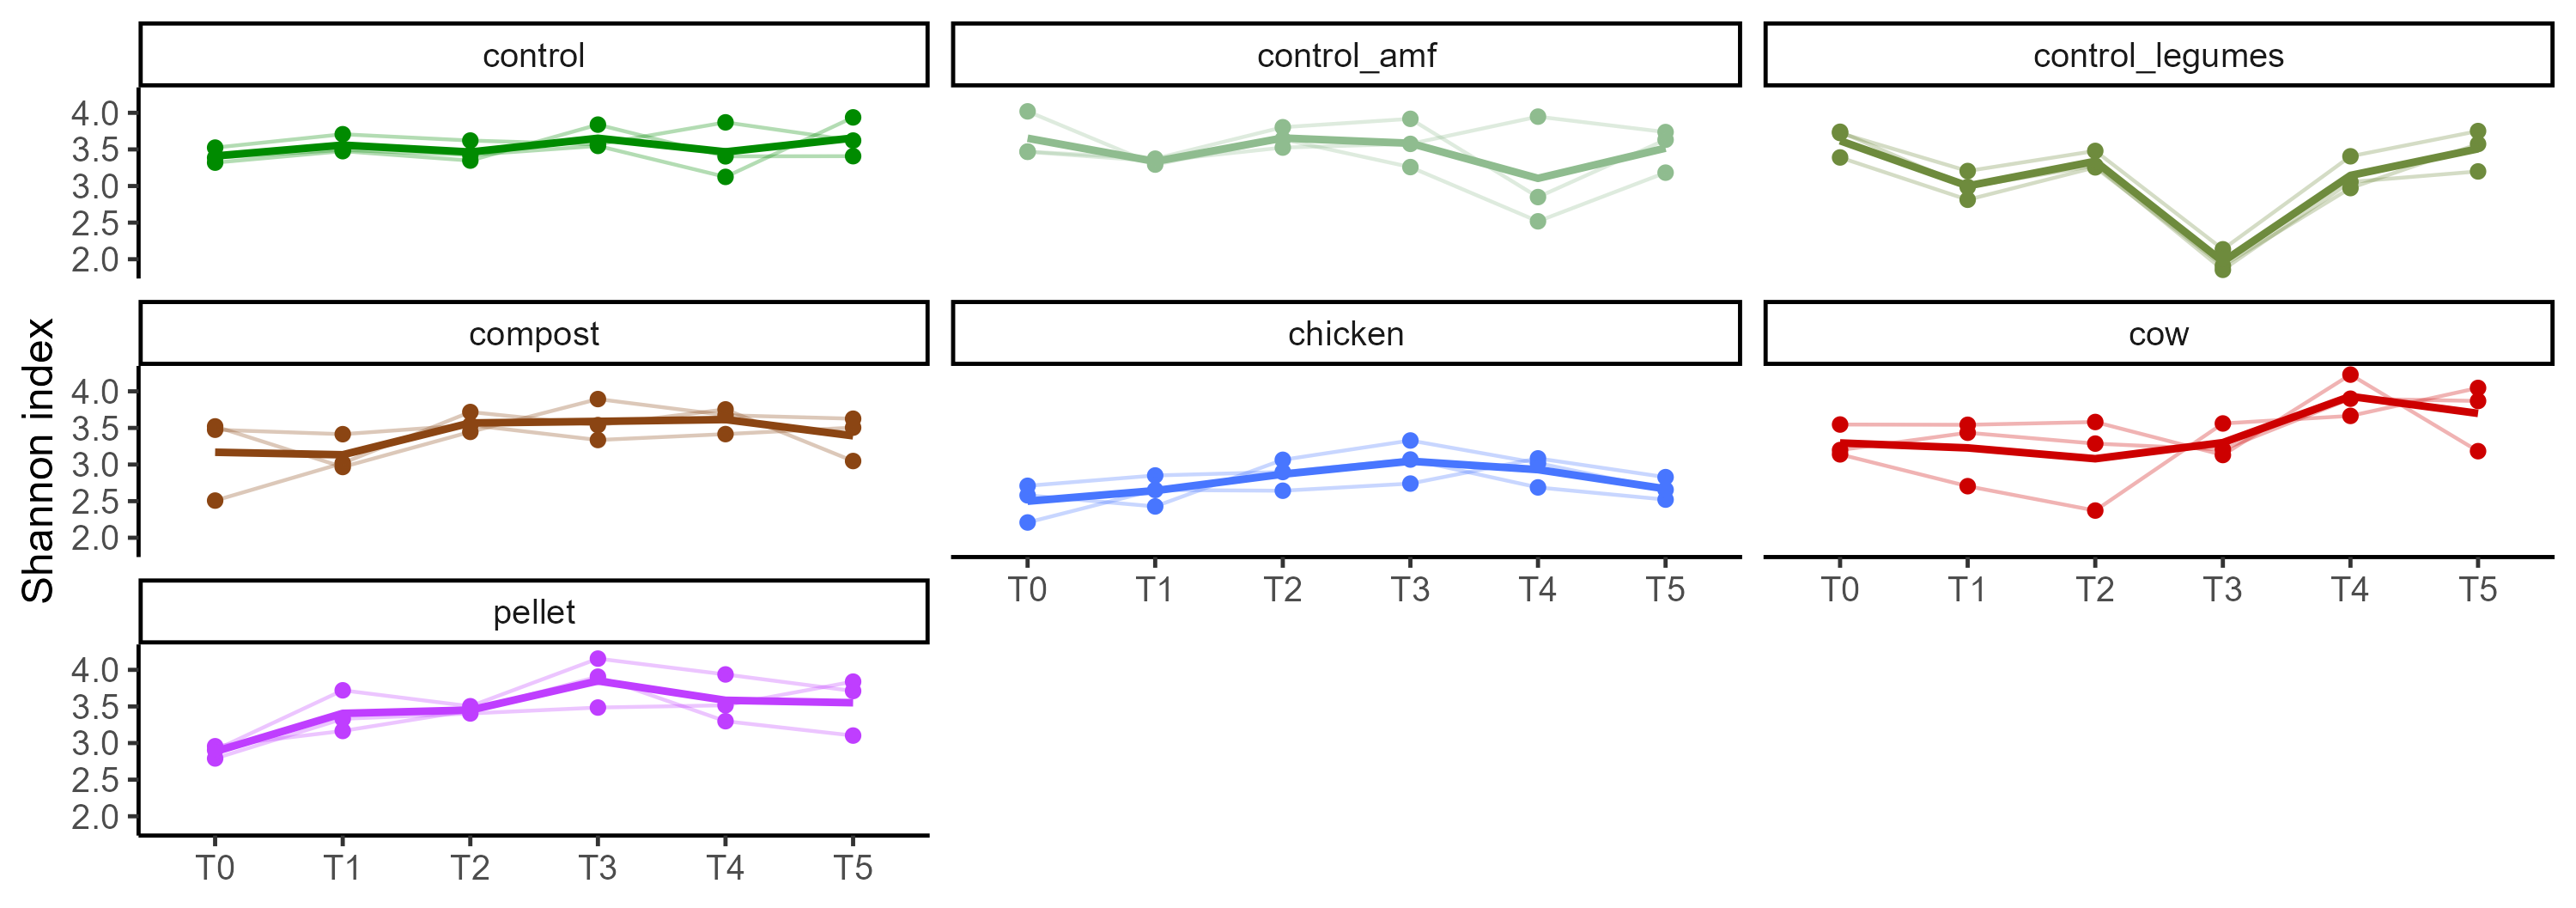 control
control_amf
control_legumes
4.0
3.5
3.0
2.5
2.0
compost
chicken
cow
Shannon index
4.0
3.5
3.0
2.5
2.0
T0 T1 T2 T3 T4 T5
T0 T1 T2 T3 T4 T5
pellet
4.0
3.5
3.0
2.5
2.0
T0 T1 T2 T3 T4 T5